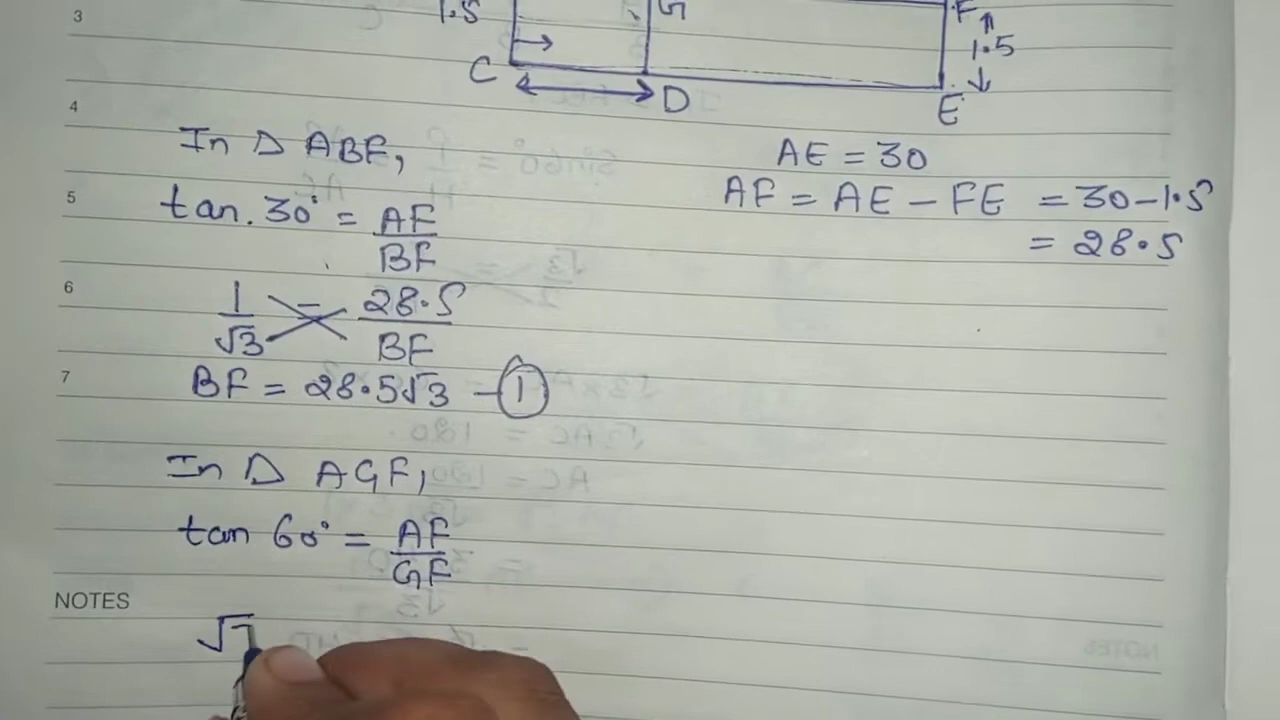 3
1.5
G
F
1.5
C
D
E
4
In Δ ABF,
AE = 30
5
tan. 30° = AF/BF
AF = AE - FE = 30-1.5
= 28.5
6
1/√3 = 28.5/BF
7
BF = 28.5√3 - 1
In Δ AGF,
tan 60° = AF/GF
NOTES
√